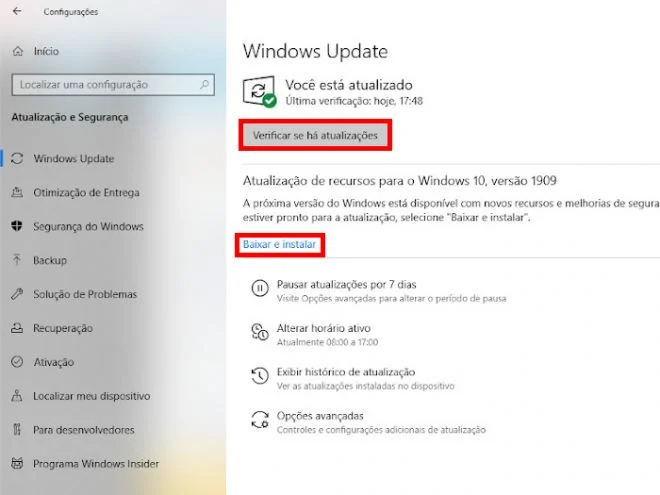 Configurações
Início
Localizar uma configuração
Atualização e Segurança
Windows Update
Otimização de Entrega
Segurança do Windows
Backup
Solução de Problemas
Recuperação
Ativação
Localizar meu dispositivo
Para desenvolvedores
Programa Windows Insider
Windows Update
Você está atualizado
Última verificação: hoje, 17:48
Verificar se há atualizações
Atualização de recursos para o Windows 10, versão 1909
A próxima versão do Windows está disponível com novos recursos e melhorias de segura
estiver pronto para a atualização, selecione "Baixar e instalar".
Baixar e instalar
Pausar atualizações por 7 dias
Visite Opções avançadas para alterar o período de pausa
Alterar horário ativo
Atualmente 08:00 a 17:00
Exibir histórico de atualização
Ver as atualizações instaladas no dispositivo
Opções avançadas
Controles e configurações adicionais de atualização